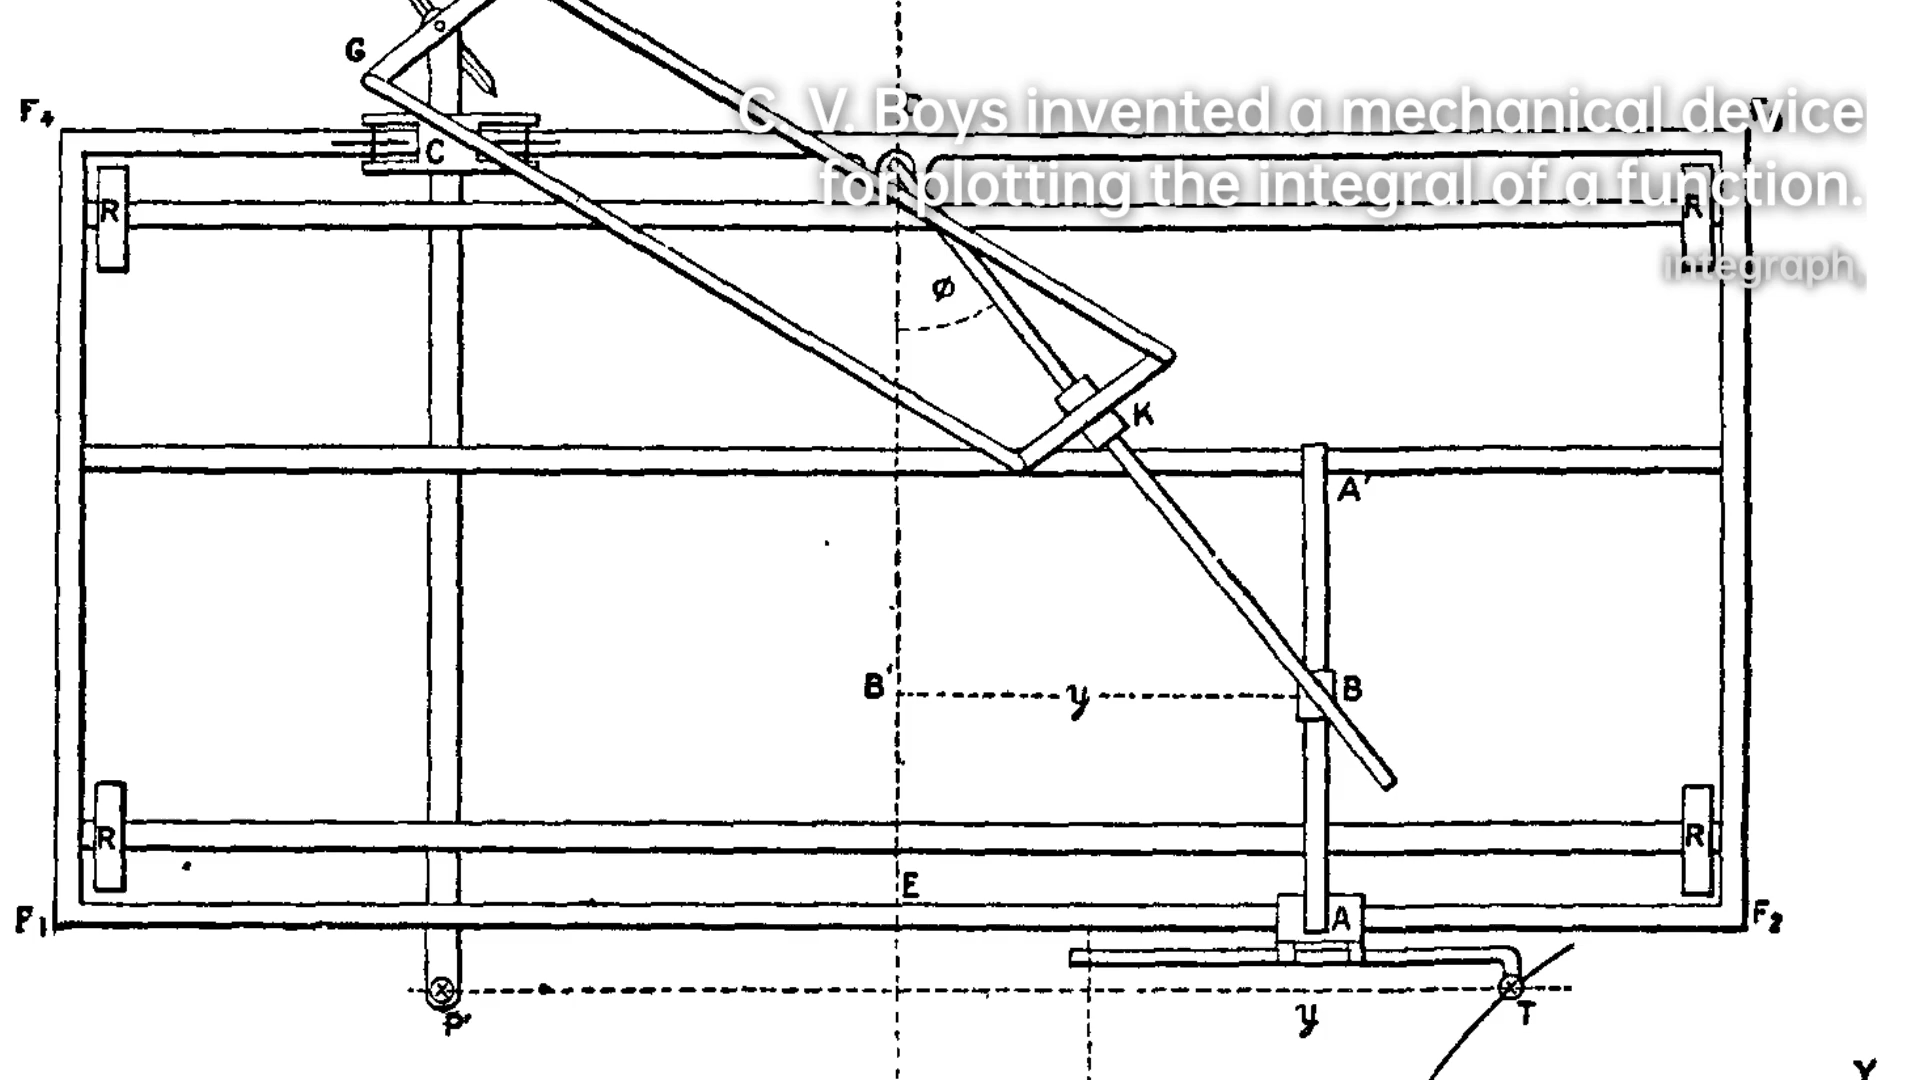 G
F4
C. V. Boys invented a mechanical device
C
for plotting the integral of a function.
R
R
integraph,
ø
K
A'
B'
y
B
R
R
E
F1
A
F2
P'
y
T
Y